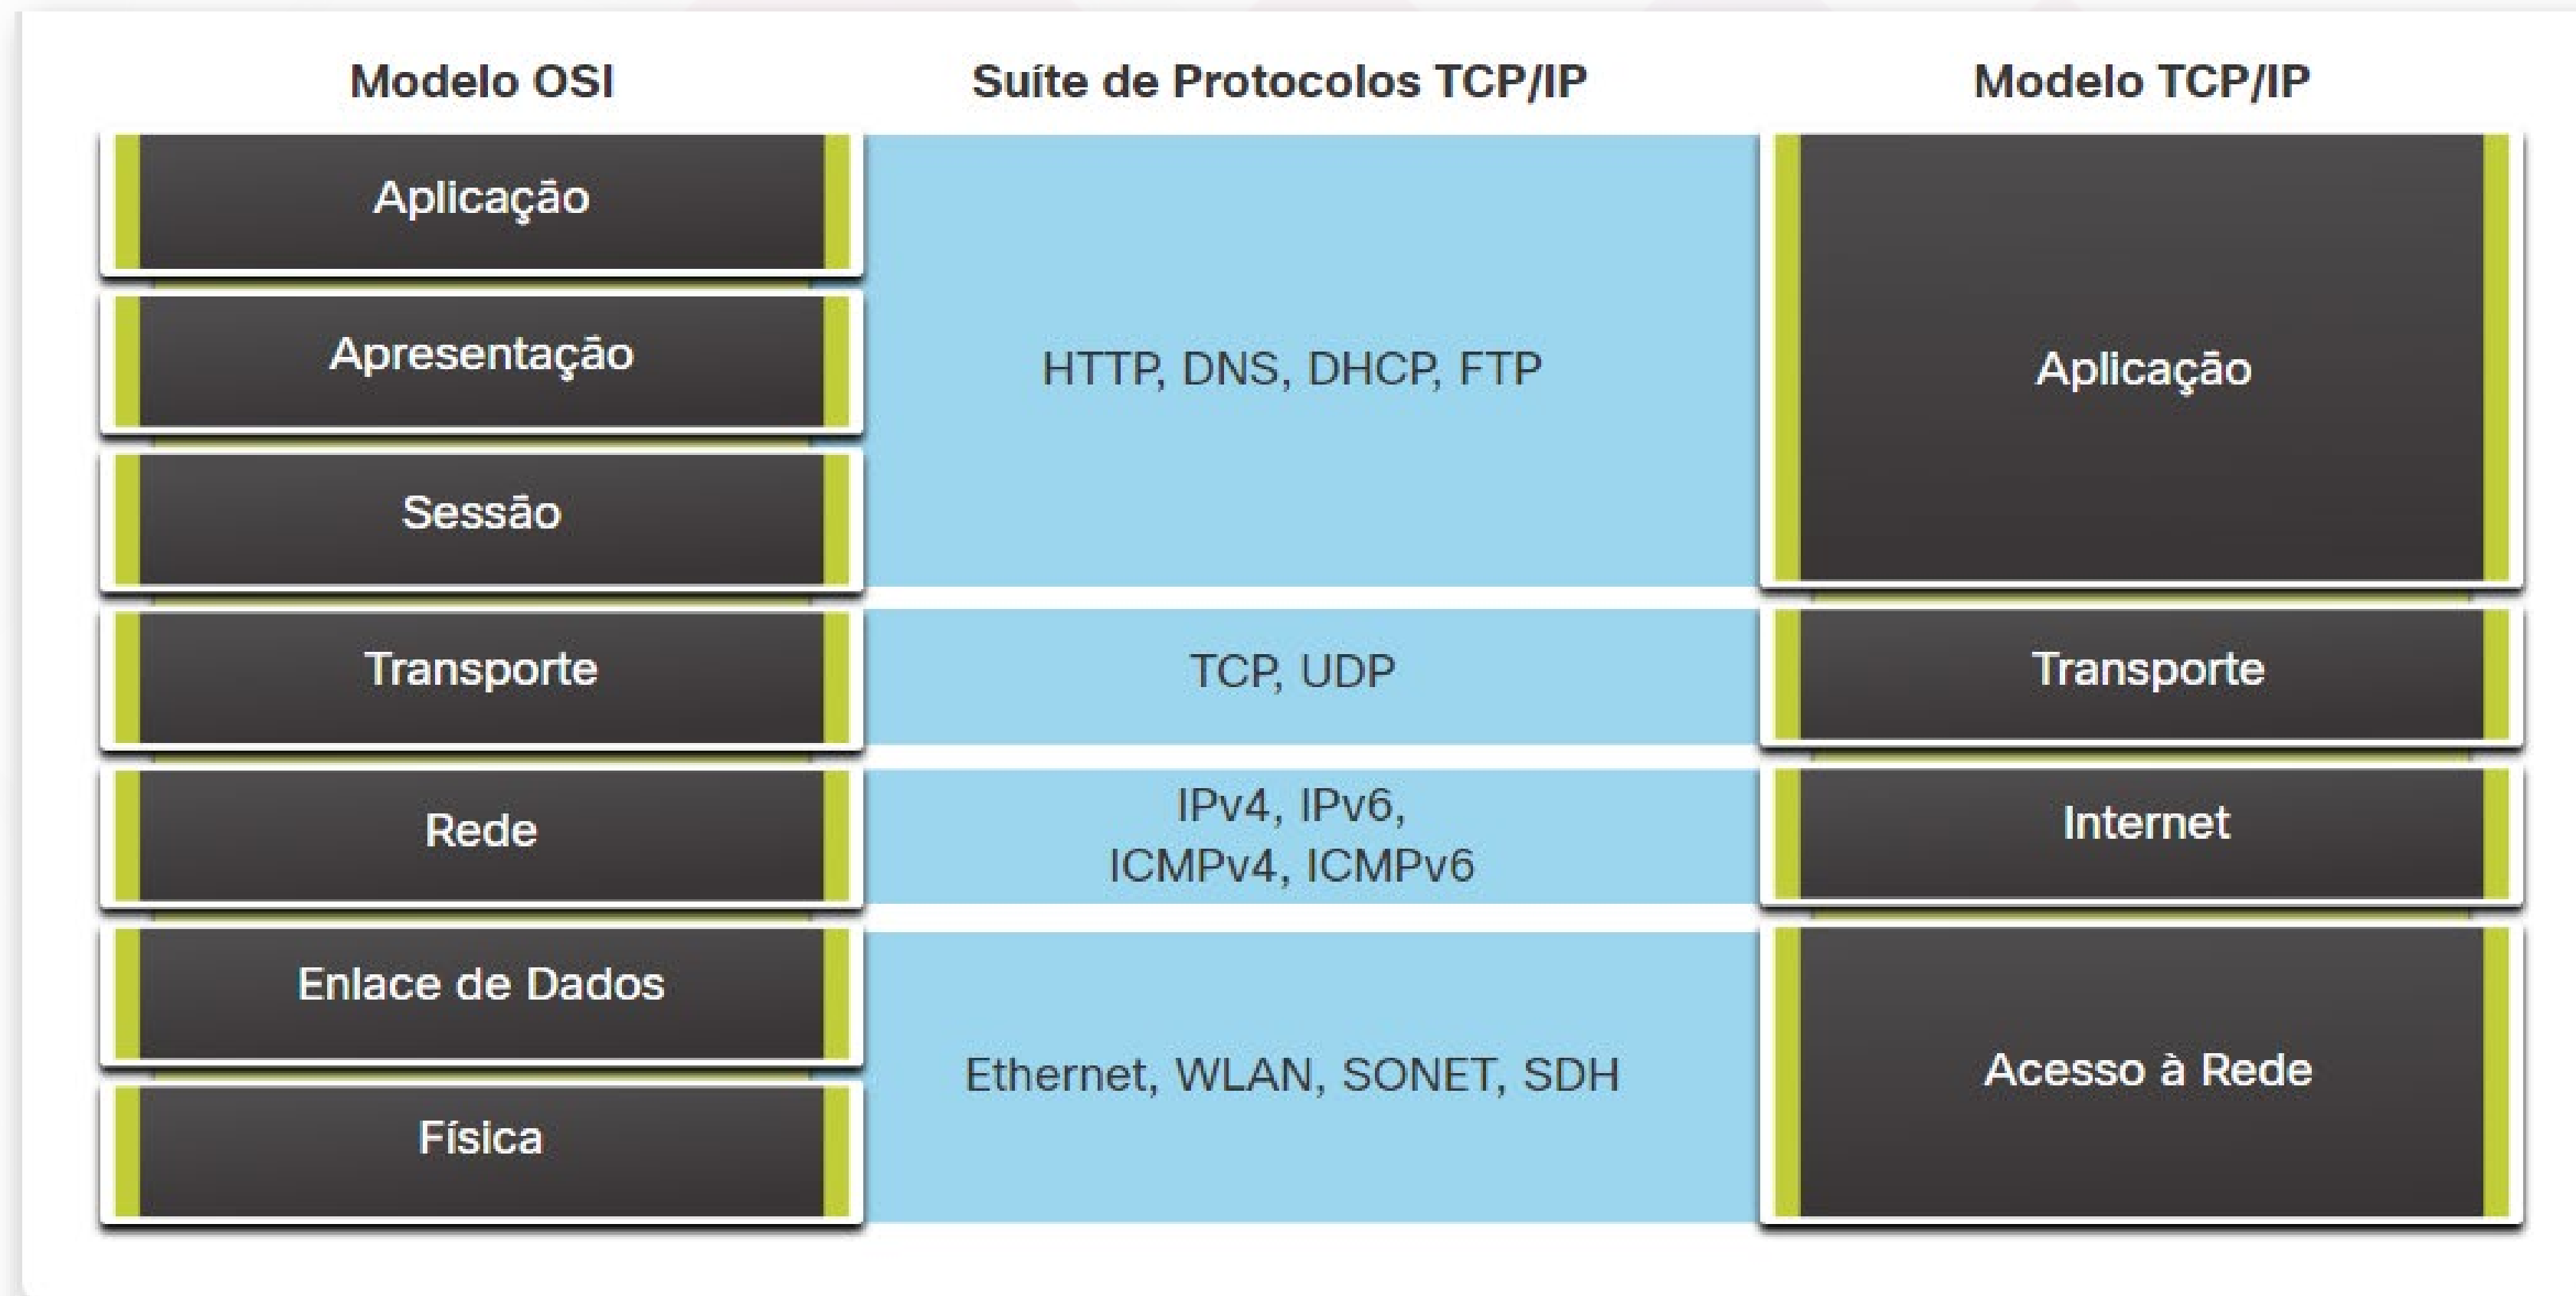 Modelo OSI
Suíte de Protocolos TCP/IP
Modelo TCP/IP
Aplicação
Apresentação
Sessão
Transporte
Rede
Enlace de Dados
Física
HTTP, DNS, DHCP, FTP
TCP, UDP
IPv4, IPv6,
ICMPv4, ICMPv6
Ethernet, WLAN, SONET, SDH
Aplicação
Transporte
Internet
Acesso à Rede